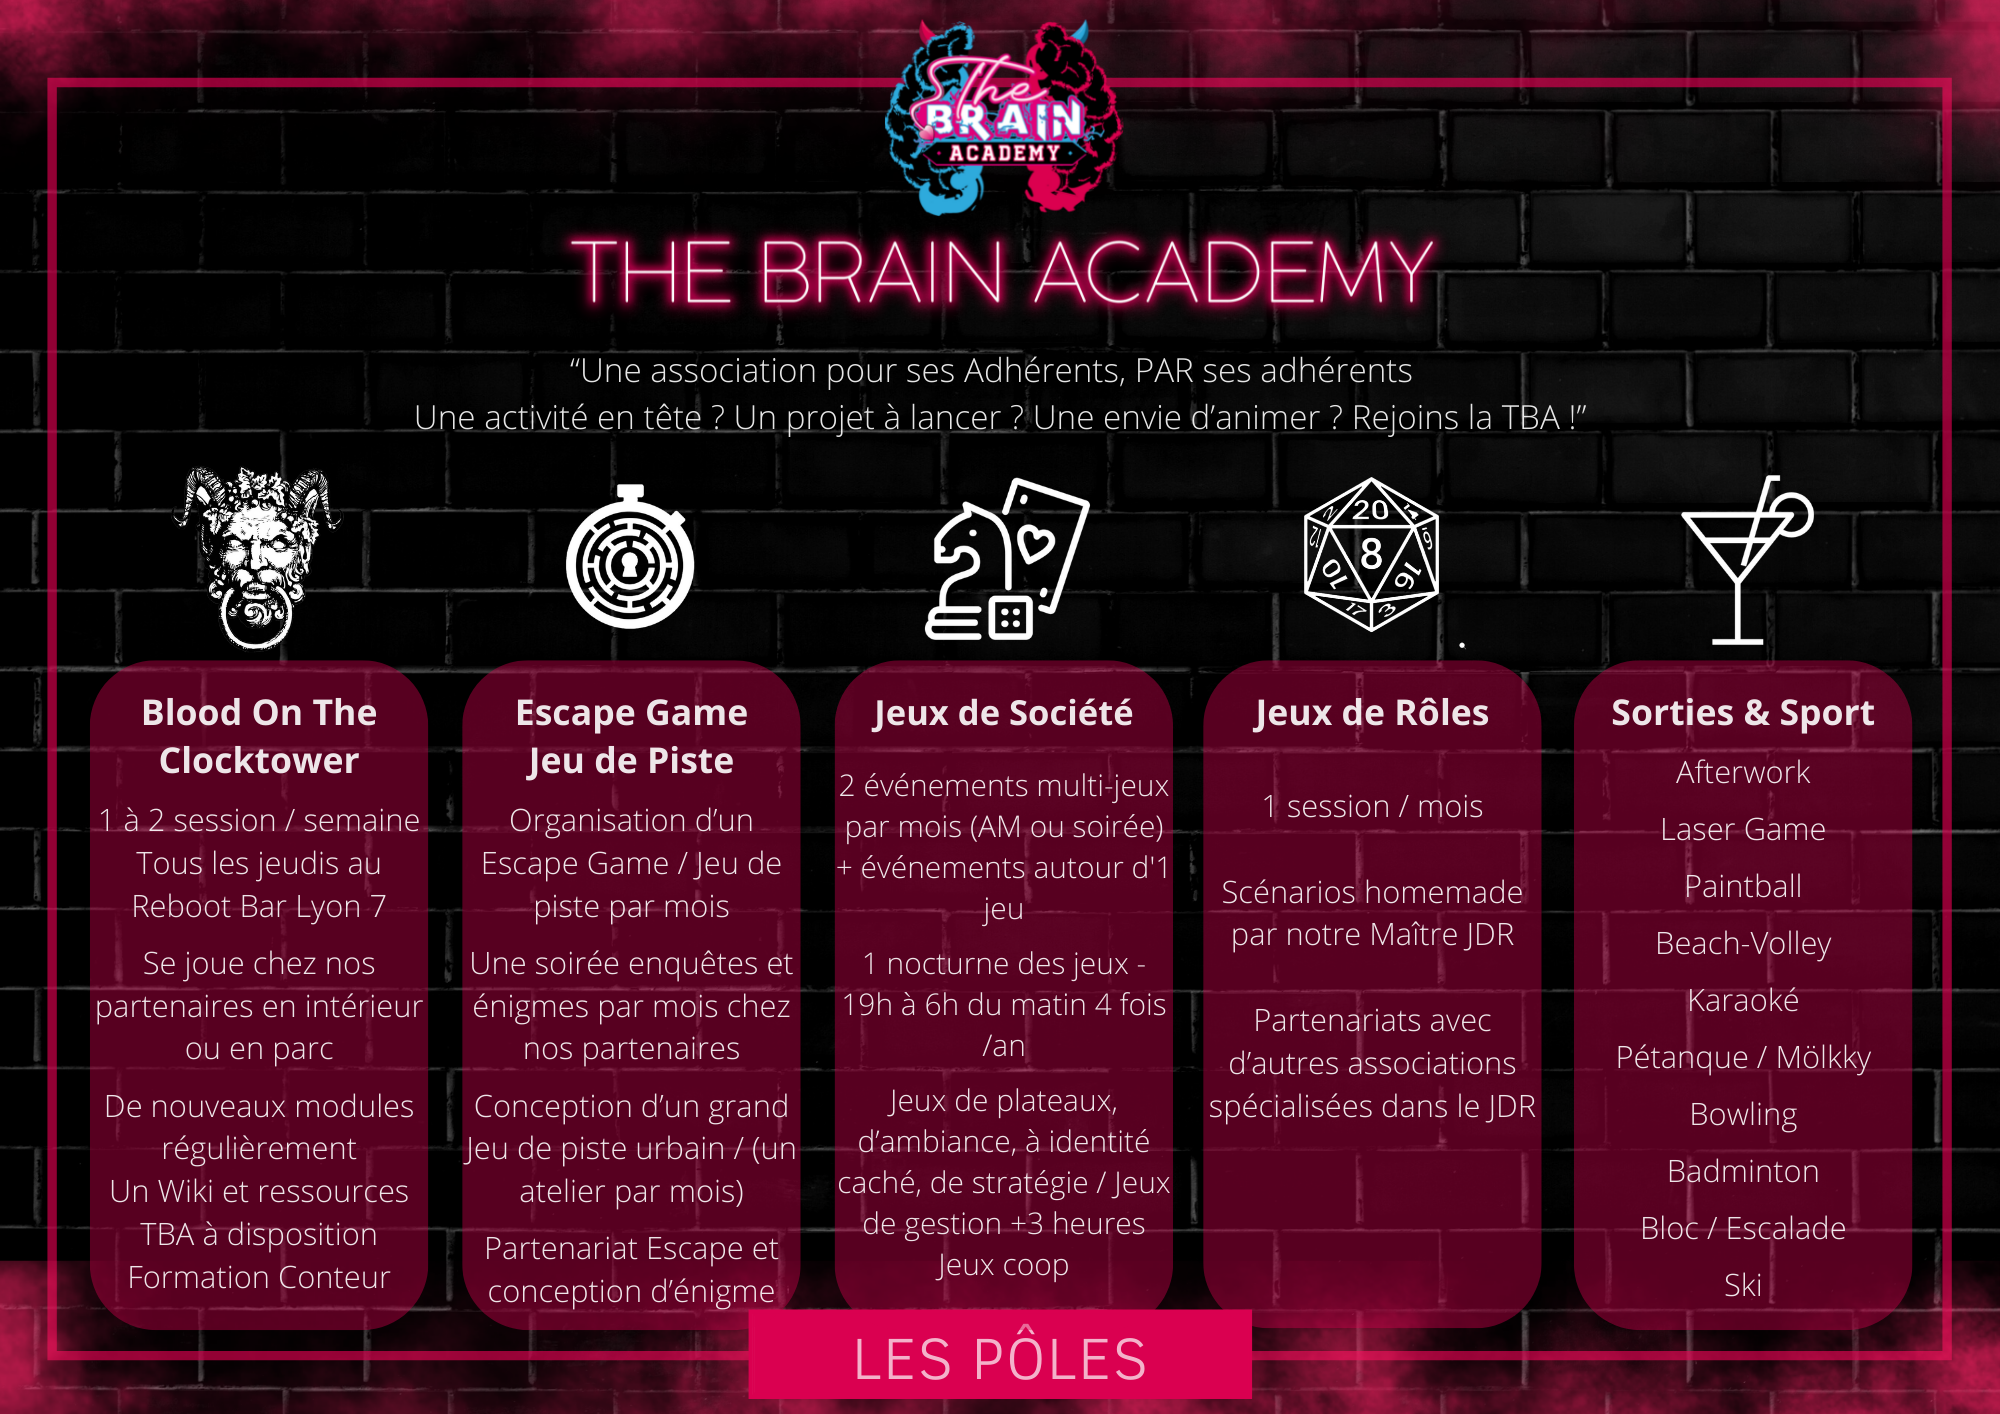 The
BRAIN
ACADEMY
THE BRAIN ACADEMY
“Une association pour ses Adhérents, PAR ses adhérents
Une activité en tête ? Un projet à lancer ? Une envie d’animer ? Rejoins la TBA !”
20
8
10
16
17
3
2
14
Blood On The
Clocktower
1 à 2 session / semaine
Tous les jeudis au
Reboot Bar Lyon 7
Se joue chez nos
partenaires en intérieur
ou en parc
De nouveaux modules
régulièrement
Un Wiki et ressources
TBA à disposition
Formation Conteur
Escape Game
Jeu de Piste
Organisation d’un
Escape Game / Jeu de
piste par mois
Une soirée enquêtes et
énigmes par mois chez
nos partenaires
Conception d’un grand
Jeu de piste urbain / (un
atelier par mois)
Partenariat Escape et
conception d’énigme
Jeux de Société
2 événements multi-jeux
par mois (AM ou soirée)
+ événements autour d'1
jeu
1 nocturne des jeux -
19h à 6h du matin 4 fois
/an
Jeux de plateaux,
d’ambiance, à identité
caché, de stratégie / Jeux
de gestion +3 heures
Jeux coop
Jeux de Rôles
1 session / mois
Scénarios homemade
par notre Maître JDR
Partenariats avec
d’autres associations
spécialisées dans le JDR
Sorties & Sport
Afterwork
Laser Game
Paintball
Beach-Volley
Karaoké
Pétanque / Mölkky
Bowling
Badminton
Bloc / Escalade
Ski
LES PÔLES